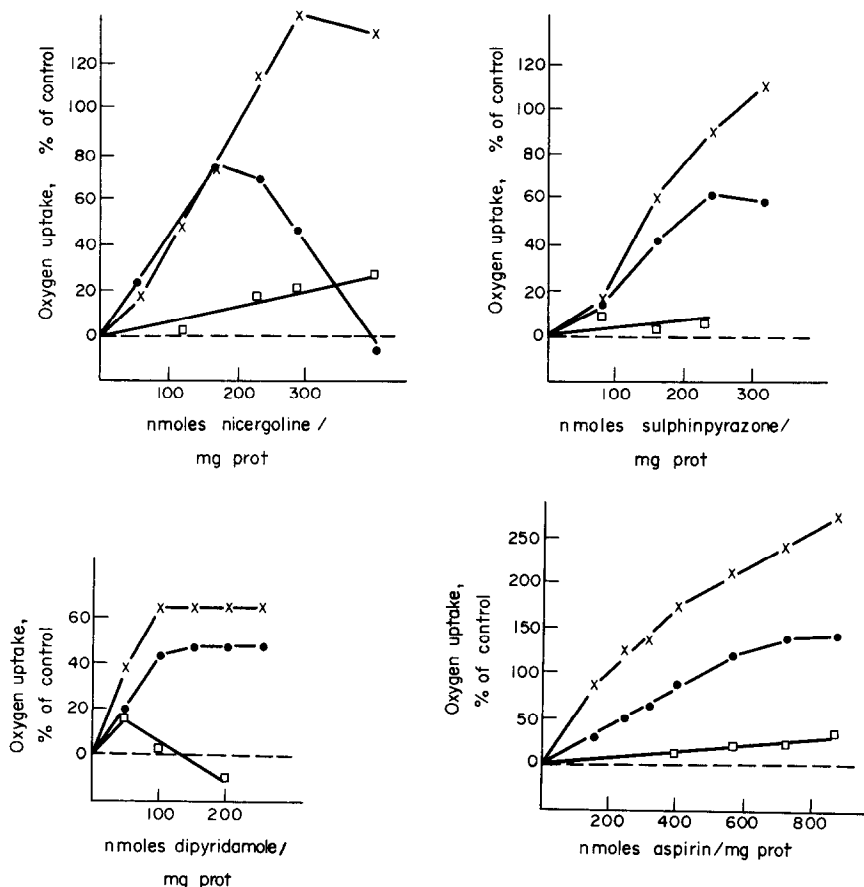 Oxygen uptake, % of control
120
100
80
60
40
20
0
100 200 300
nmoles nicergoline /
mg prot
Oxygen uptake, % of control
120
100
80
60
40
20
0
100 200 300
nmoles sulphinpyrazone/
mg prot
Oxygen uptake,
% of control
60
40
20
0
100 200
nmoles dipyridamole/
mg prot
Oxygen uptake,
% of control
250
200
150
100
50
0
200 400 600 800
nmoles aspirin/mg prot